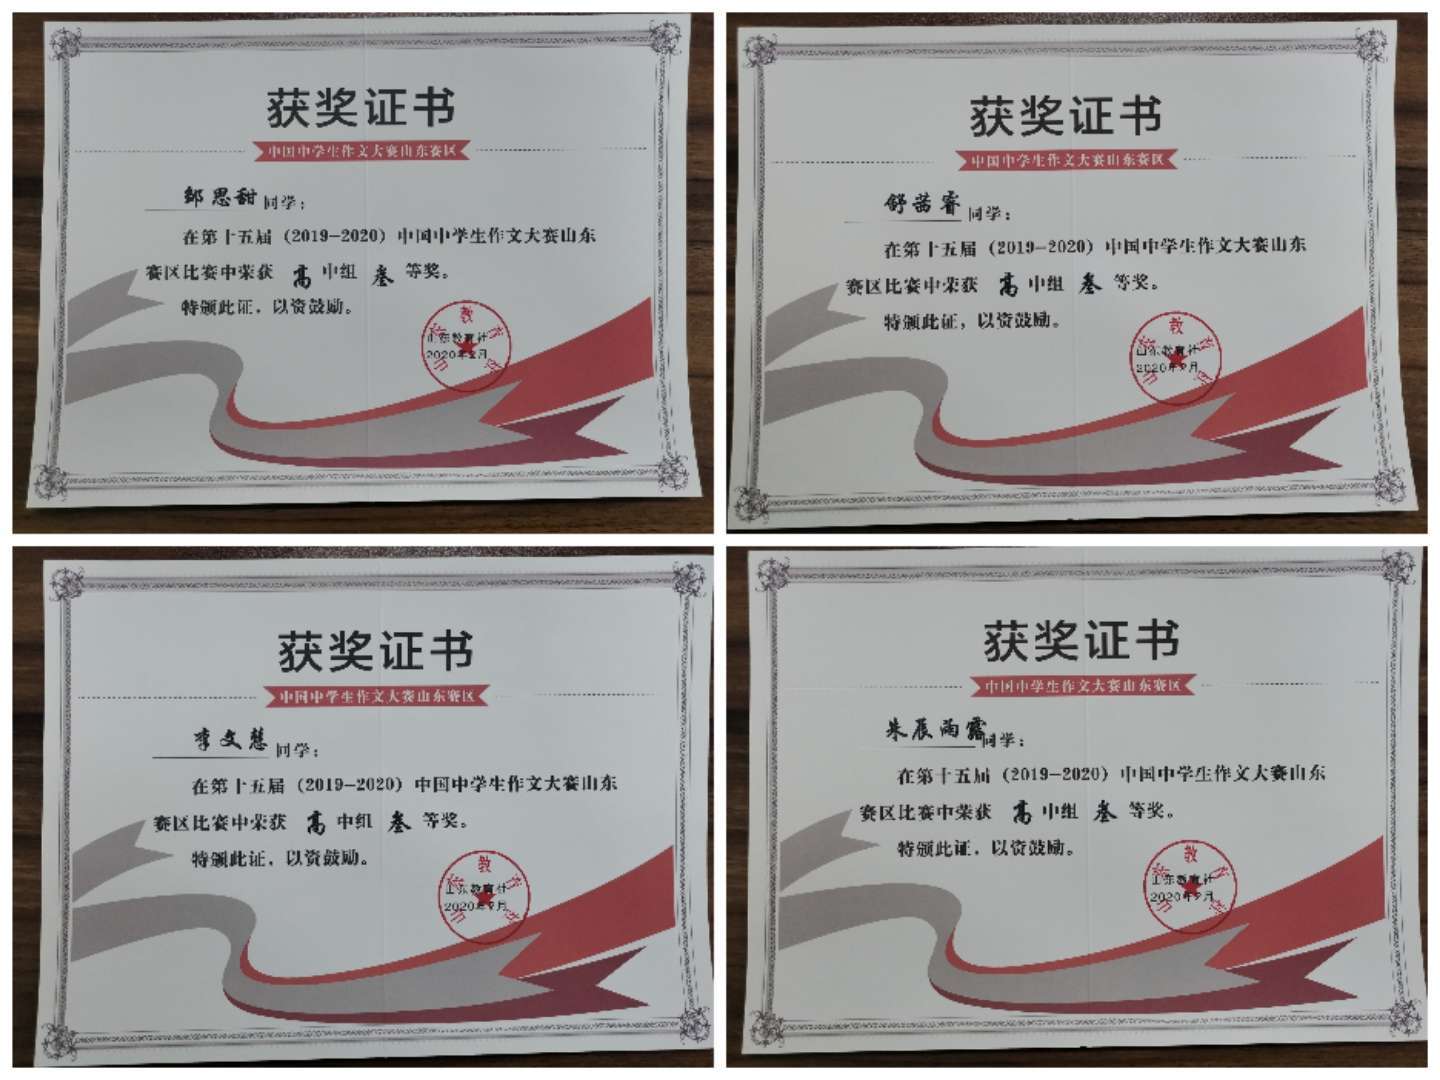 获奖证书
中国中学生作文大赛山东赛区
邹思甜同学：
在第十五届（2019—2020）中国中学生作文大赛山东
赛区比赛中荣获 高 中组 叁 等奖。
特颁此证，以资鼓励。
山东教育社
2020年9月
获奖证书
中国中学生作文大赛山东赛区
舒茜睿同学：
在第十五届（2019—2020）中国中学生作文大赛山东
赛区比赛中荣获 高 中组 叁 等奖。
特颁此证，以资鼓励。
山东教育社
2020年9月
获奖证书
中国中学生作文大赛山东赛区
李文慧同学：
在第十五届（2019—2020）中国中学生作文大赛山东
赛区比赛中荣获 高 中组 叁 等奖。
特颁此证，以资鼓励。
山东教育社
2020年9月
获奖证书
中国中学生作文大赛山东赛区
朱辰雨露同学：
在第十五届（2019—2020）中国中学生作文大赛山东
赛区比赛中荣获 高 中组 叁 等奖。
特颁此证，以资鼓励。
山东教育社
2020年9月